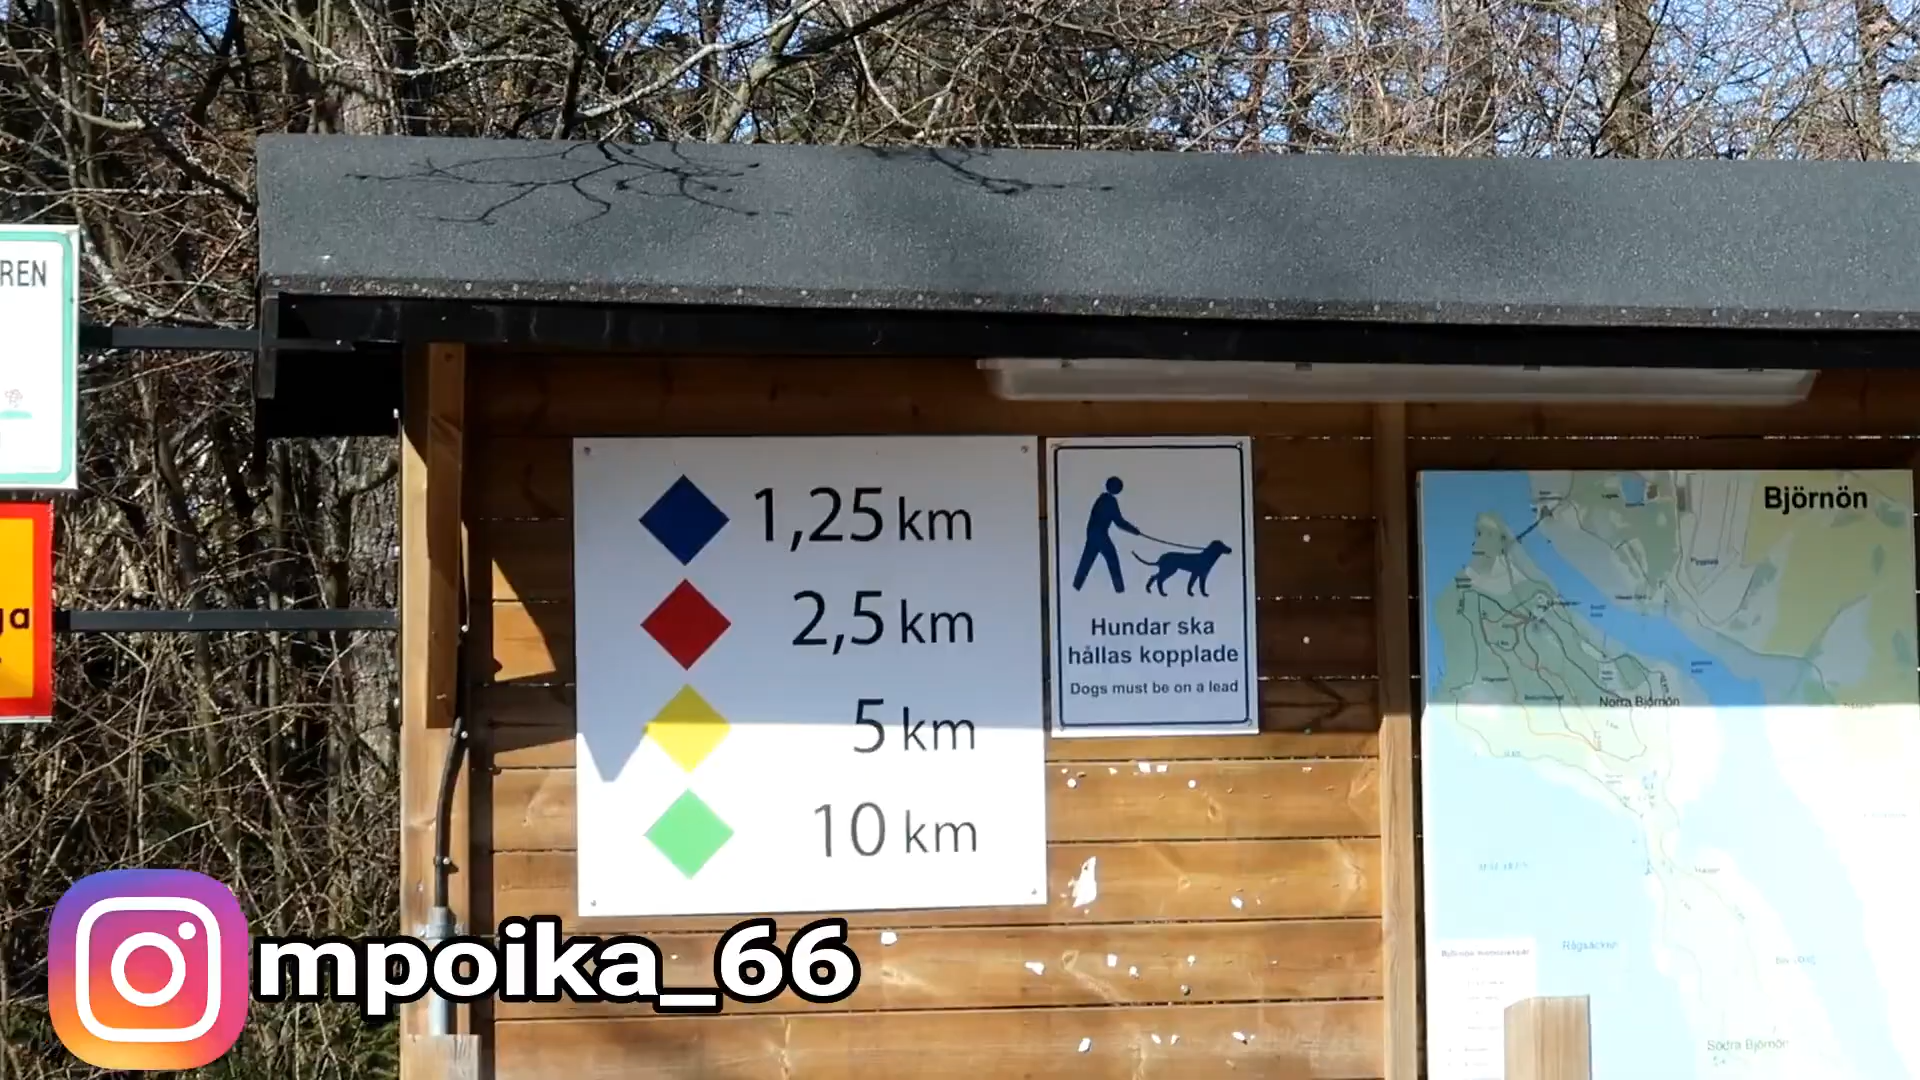 REN
ga
1,25 km
2,5 km
5 km
10 km
Hundar ska
hållas kopplade
Dogs must be on a lead
Björnön
Norra Björnön
Rågsäcken
Södra Björnön
mpoika_66